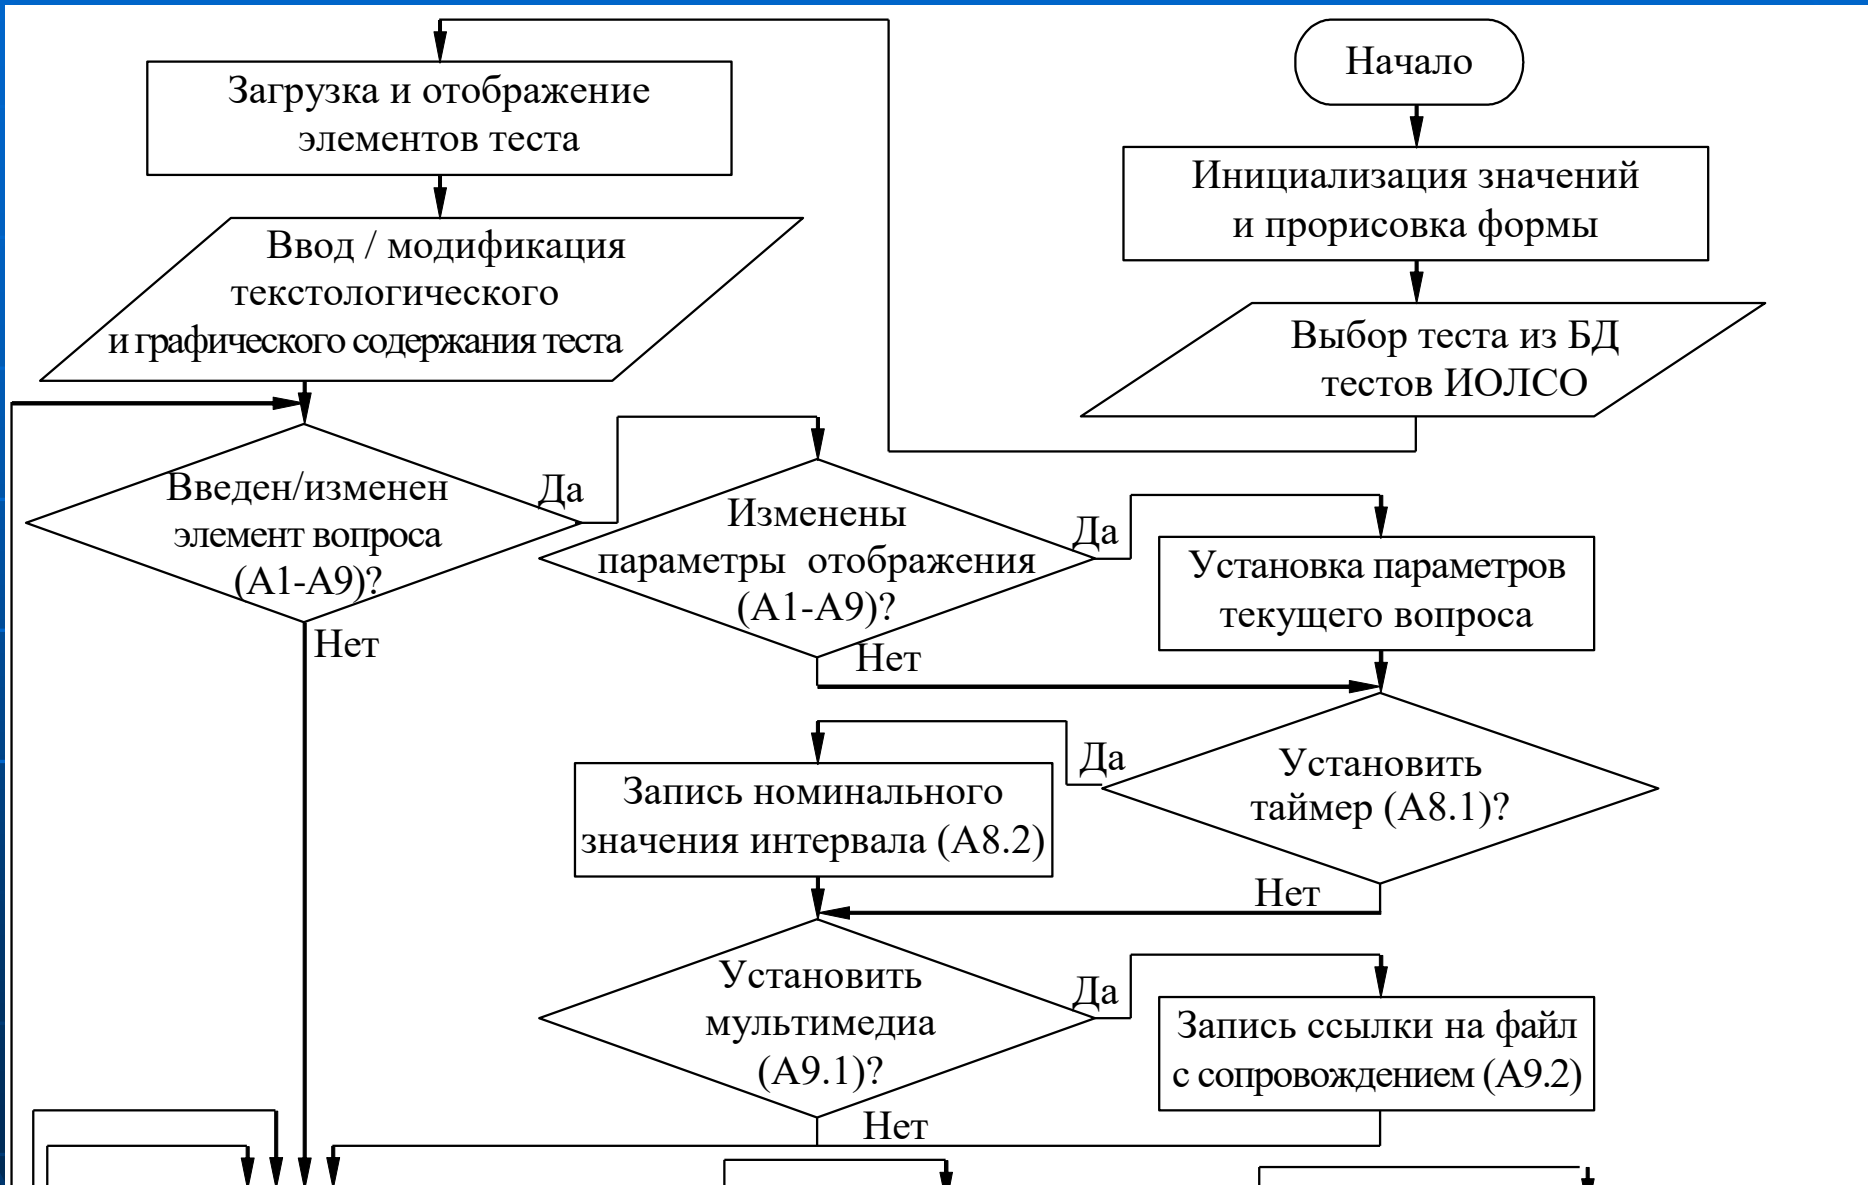 Начало
Инициализация значений
и прорисовка формы
Выбор теста из БД
тестов ИОЛСО
Загрузка и отображение
элементов теста
Ввод / модификация
текстологического
и графического содержания теста
Введен/изменен
элемент вопроса
(А1-А9)?
Да
Нет
Изменены
параметры  отображения
(А1-А9)?
Да
Нет
Установка параметров
текущего вопроса
Установить
таймер (А8.1)?
Да
Нет
Запись номинального
значения интервала (А8.2)
Установить
мультимедиа
(А9.1)?
Да
Нет
Запись ссылки на файл
с сопровождением (А9.2)